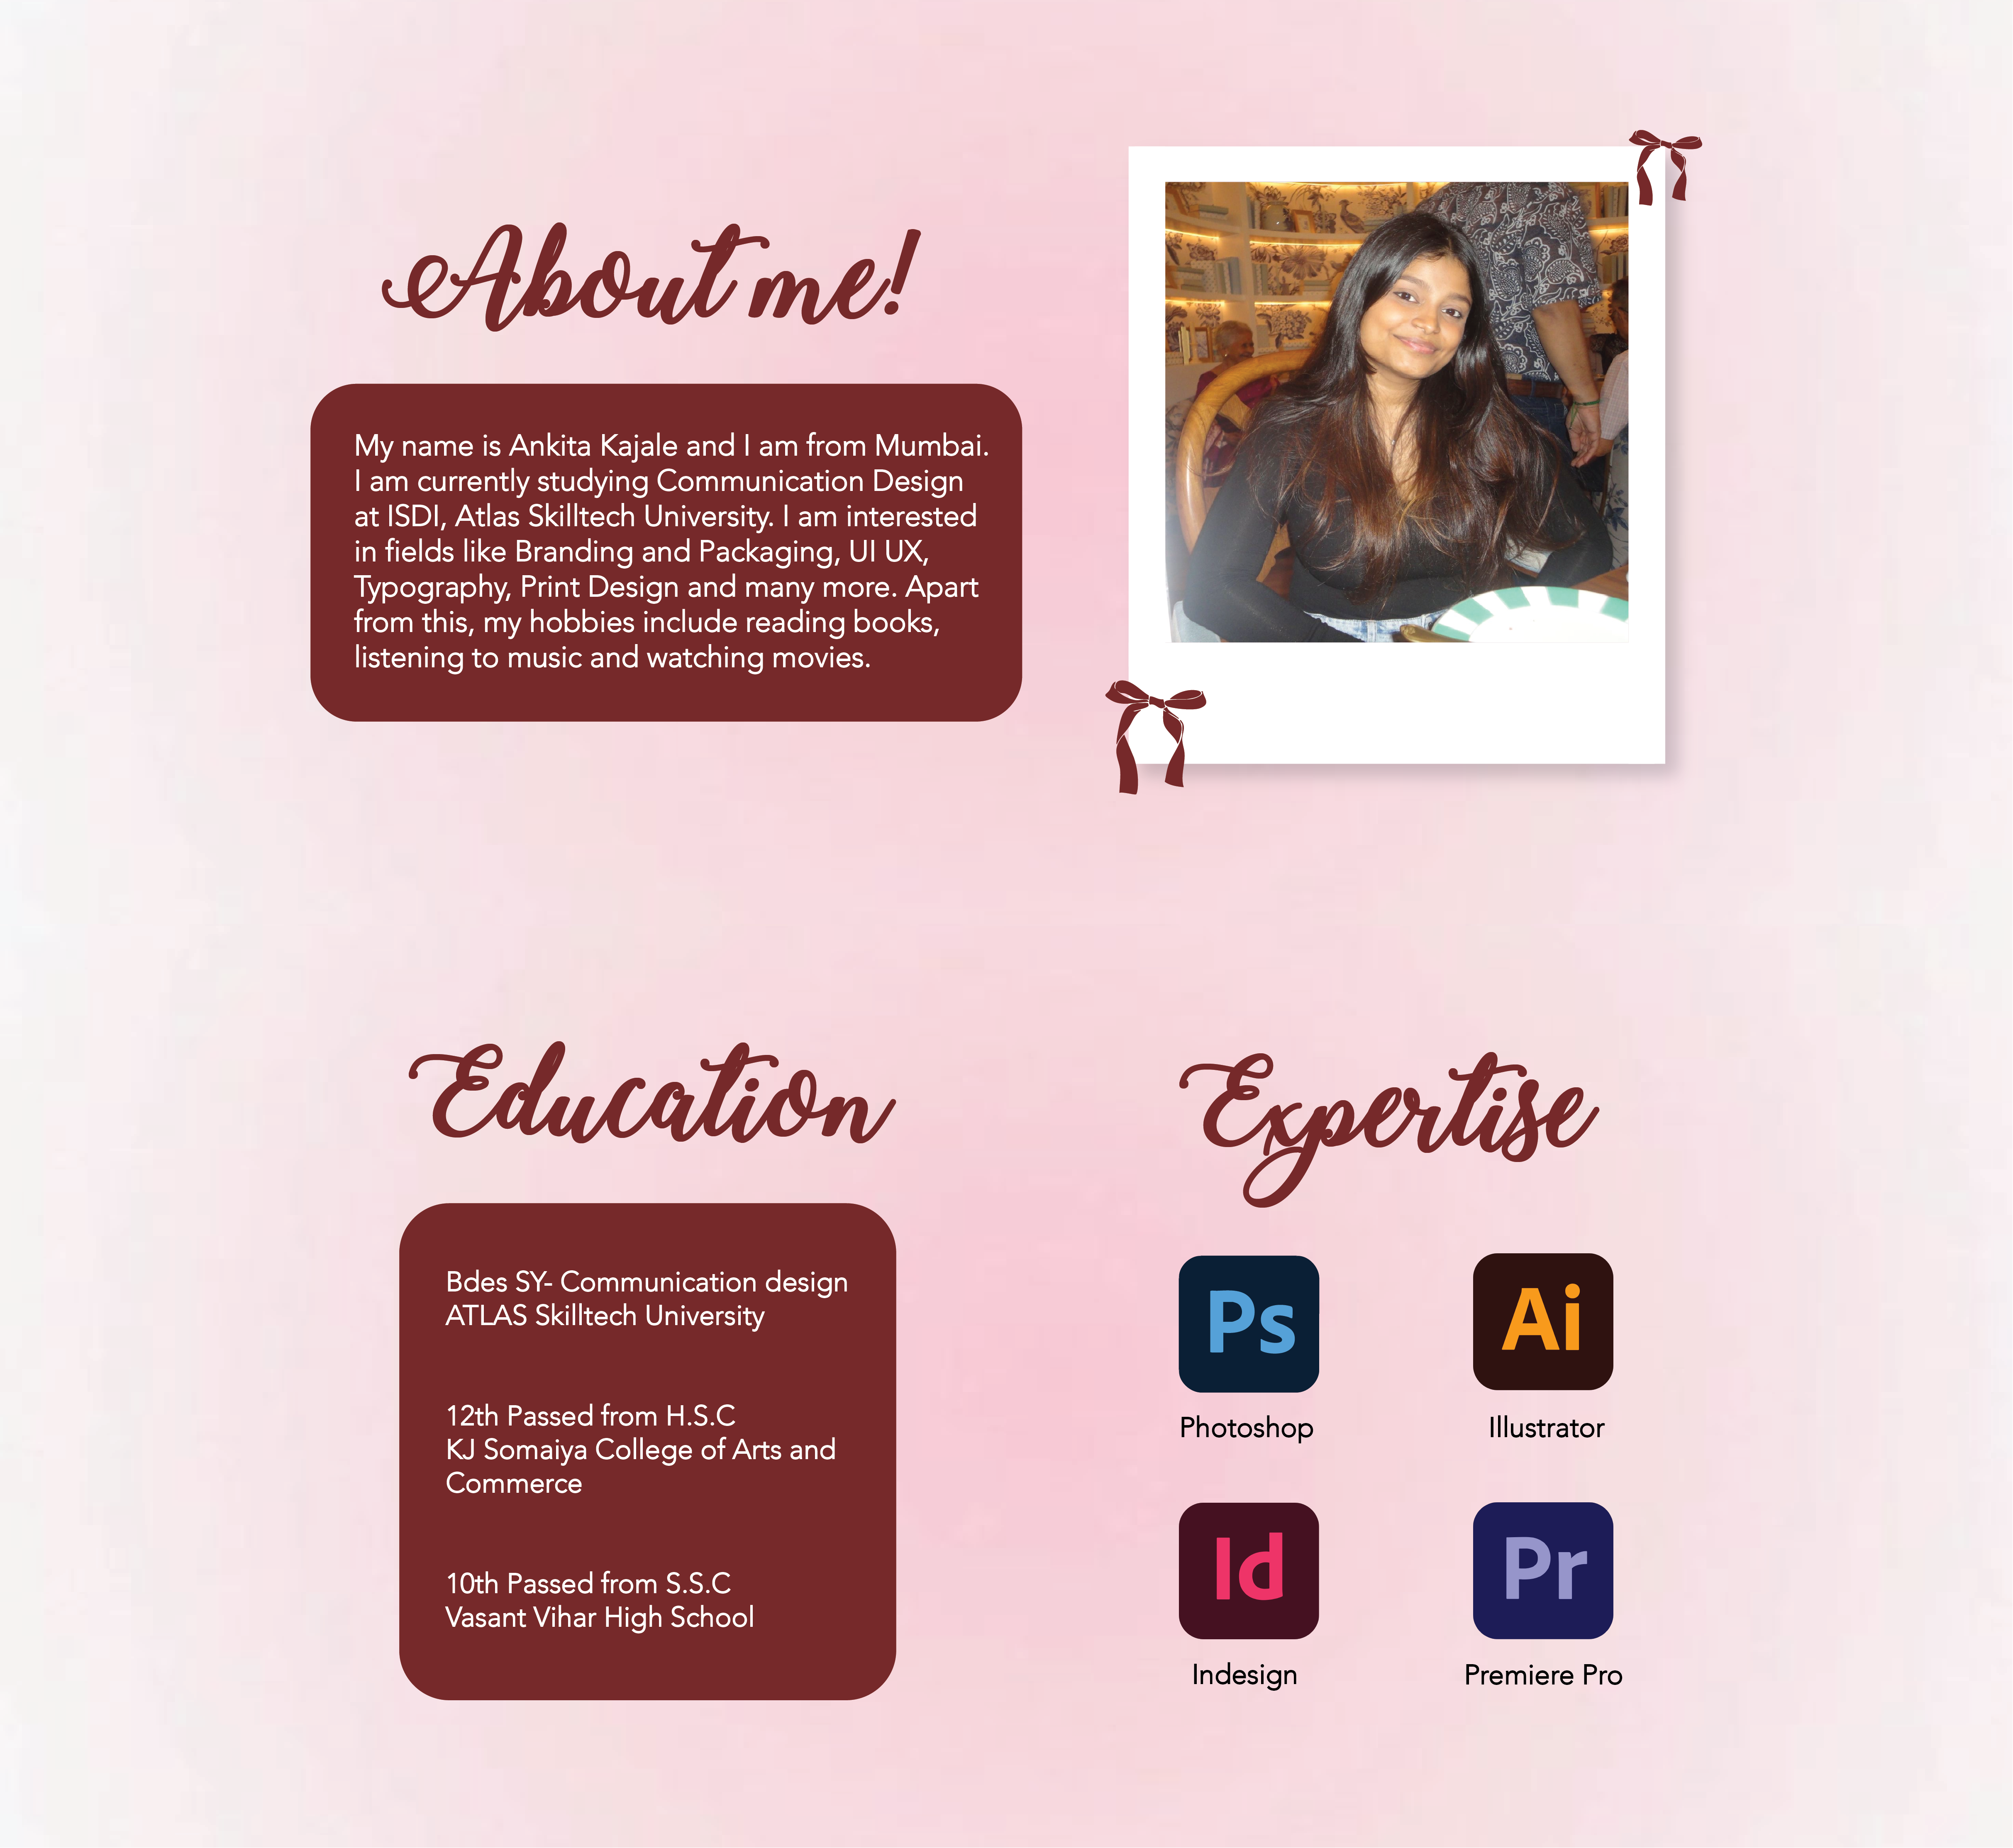 About me!
My name is Ankita Kajale and I am from Mumbai.
I am currently studying Communication Design
at ISDI, Atlas Skilltech University. I am interested
in fields like Branding and Packaging, UI UX,
Typography, Print Design and many more. Apart
from this, my hobbies include reading books,
listening to music and watching movies.
Education
Bdes SY- Communication design
ATLAS Skilltech University
12th Passed from H.S.C
KJ Somaiya College of Arts and
Commerce
10th Passed from S.S.C
Vasant Vihar High School
Expertise
Ps
Ai
Photoshop
Illustrator
Id
Pr
Indesign
Premiere Pro